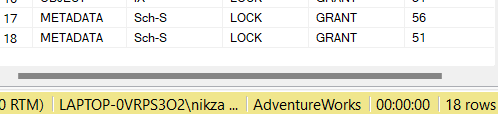 17 METADATA Sch-S LOCK GRANT 56
18 METADATA Sch-S LOCK GRANT 51
0 RTM) LAPTOP-0VRPS3O2\nikza ... AdventureWorks 00:00:00 18 rows